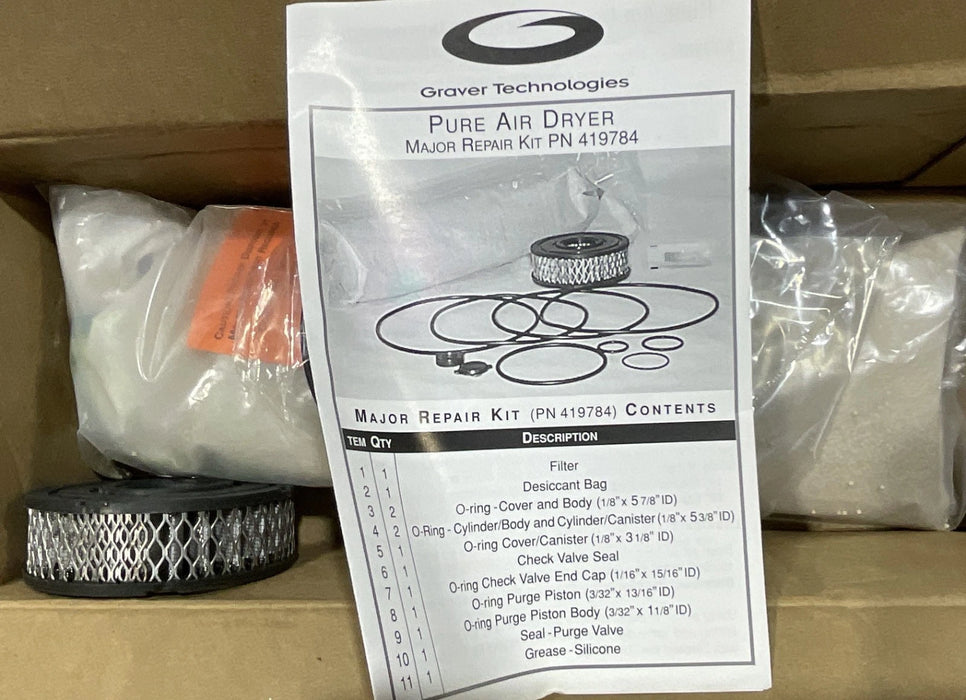 Graver Technologies
PURE AIR DRYER
MAJOR REPAIR KIT PN 419784
MAJOR REPAIR KIT (PN 419784) CONTENTS
TEM QTY DESCRIPTION
1 1 Filter
2 1 Desiccant Bag
3 2 O-ring - Cover and Body (1/8" x 5 7/8" ID)
4 2 O-Ring - Cylinder/Body and Cylinder/Canister (1/8" x 5 3/8" ID)
5 1 O-ring Cover/Canister (1/8" x 3 1/8" ID)
6 1 Check Valve Seal
7 1 O-ring Check Valve End Cap (1/16" x 15/16" ID)
8 1 O-ring Purge Piston (3/32" x 13/16" ID)
9 1 O-ring Purge Piston Body (3/32" x 1 1/8" ID)
10 1 Seal - Purge Valve
11 1 Grease - Silicone